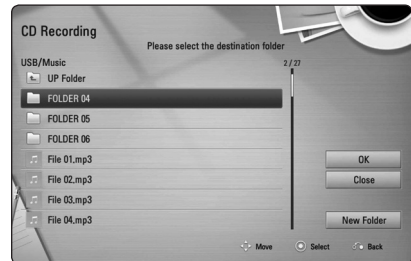 CD Recording
Please select the destination folder
USB/Music
2/27
UP Folder
FOLDER 04
FOLDER 05
FOLDER 06
File 01.mp3
File 02.mp3
File 03.mp3
File 04.mp3
OK
Close
New Folder
Move Select Back